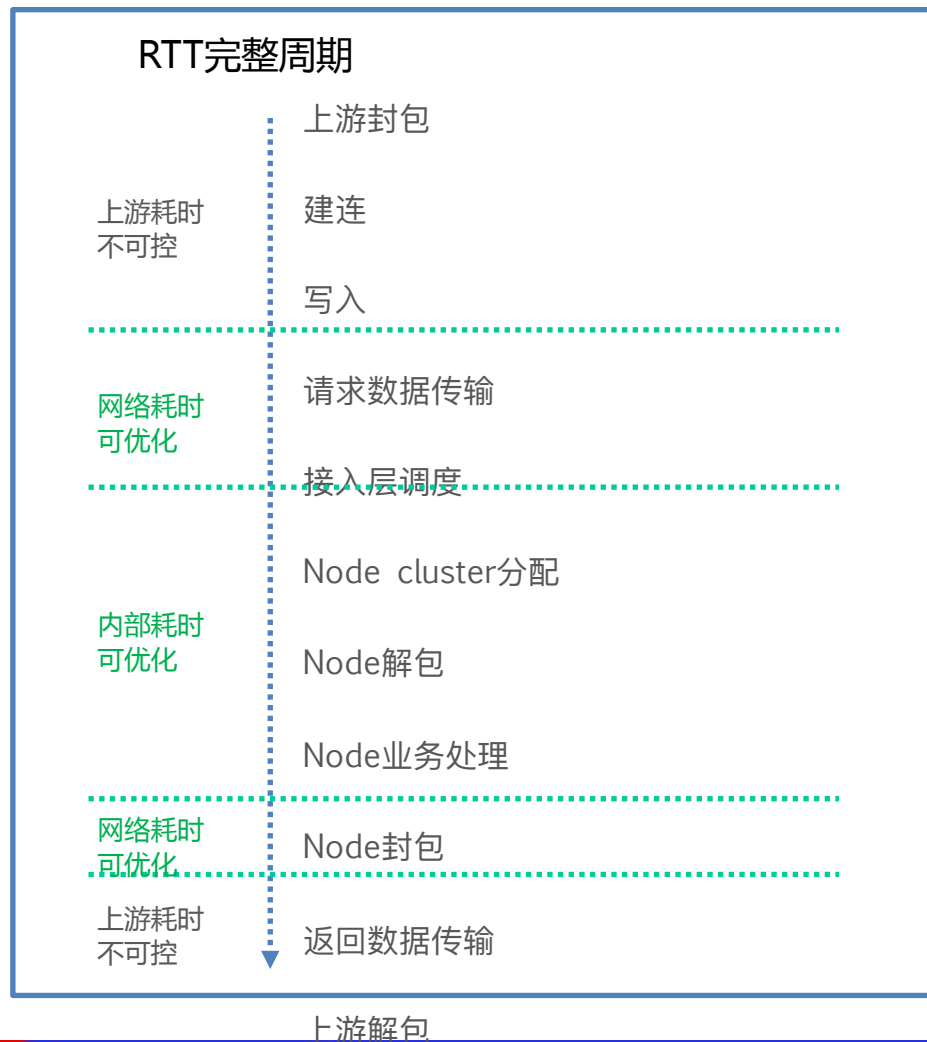 RTT完整周期
上游封包
上游耗时
不可控
建连
写入
请求数据传输
网络耗时
可优化
接入层调度
Node cluster分配
内部耗时
可优化
Node解包
Node业务处理
网络耗时
可优化
Node封包
上游耗时
不可控
返回数据传输
上游解包